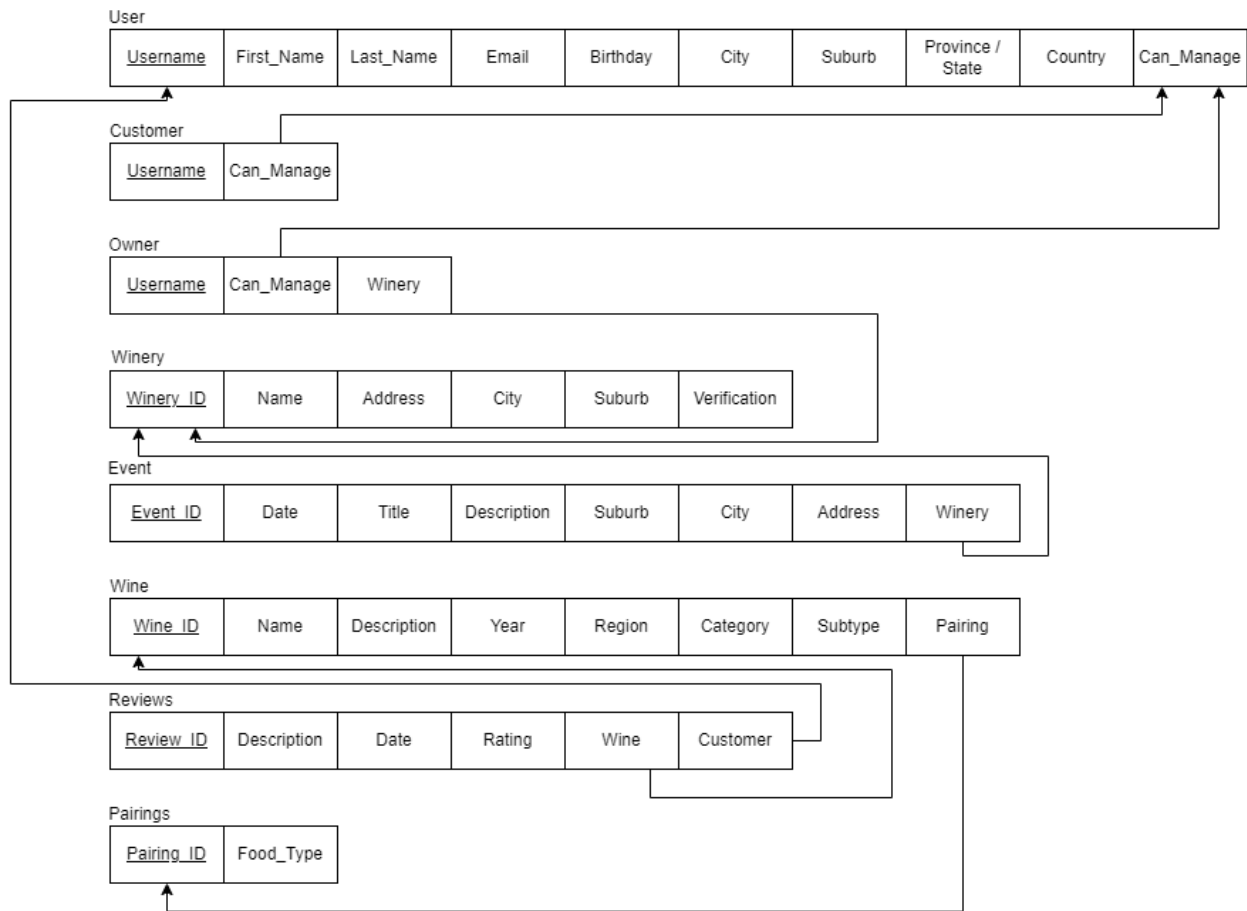 User
Username First_Name Last_Name Email Birthday City Suburb Province / State Country Can_Manage
Customer
Username Can_Manage
Owner
Username Can_Manage Winery
Winery
Winery_ID Name Address City Suburb Verification
Event
Event_ID Date Title Description Suburb City Address Winery
Wine
Wine_ID Name Description Year Region Category Subtype Pairing
Reviews
Review_ID Description Date Rating Wine Customer
Pairings
Pairing_ID Food_Type